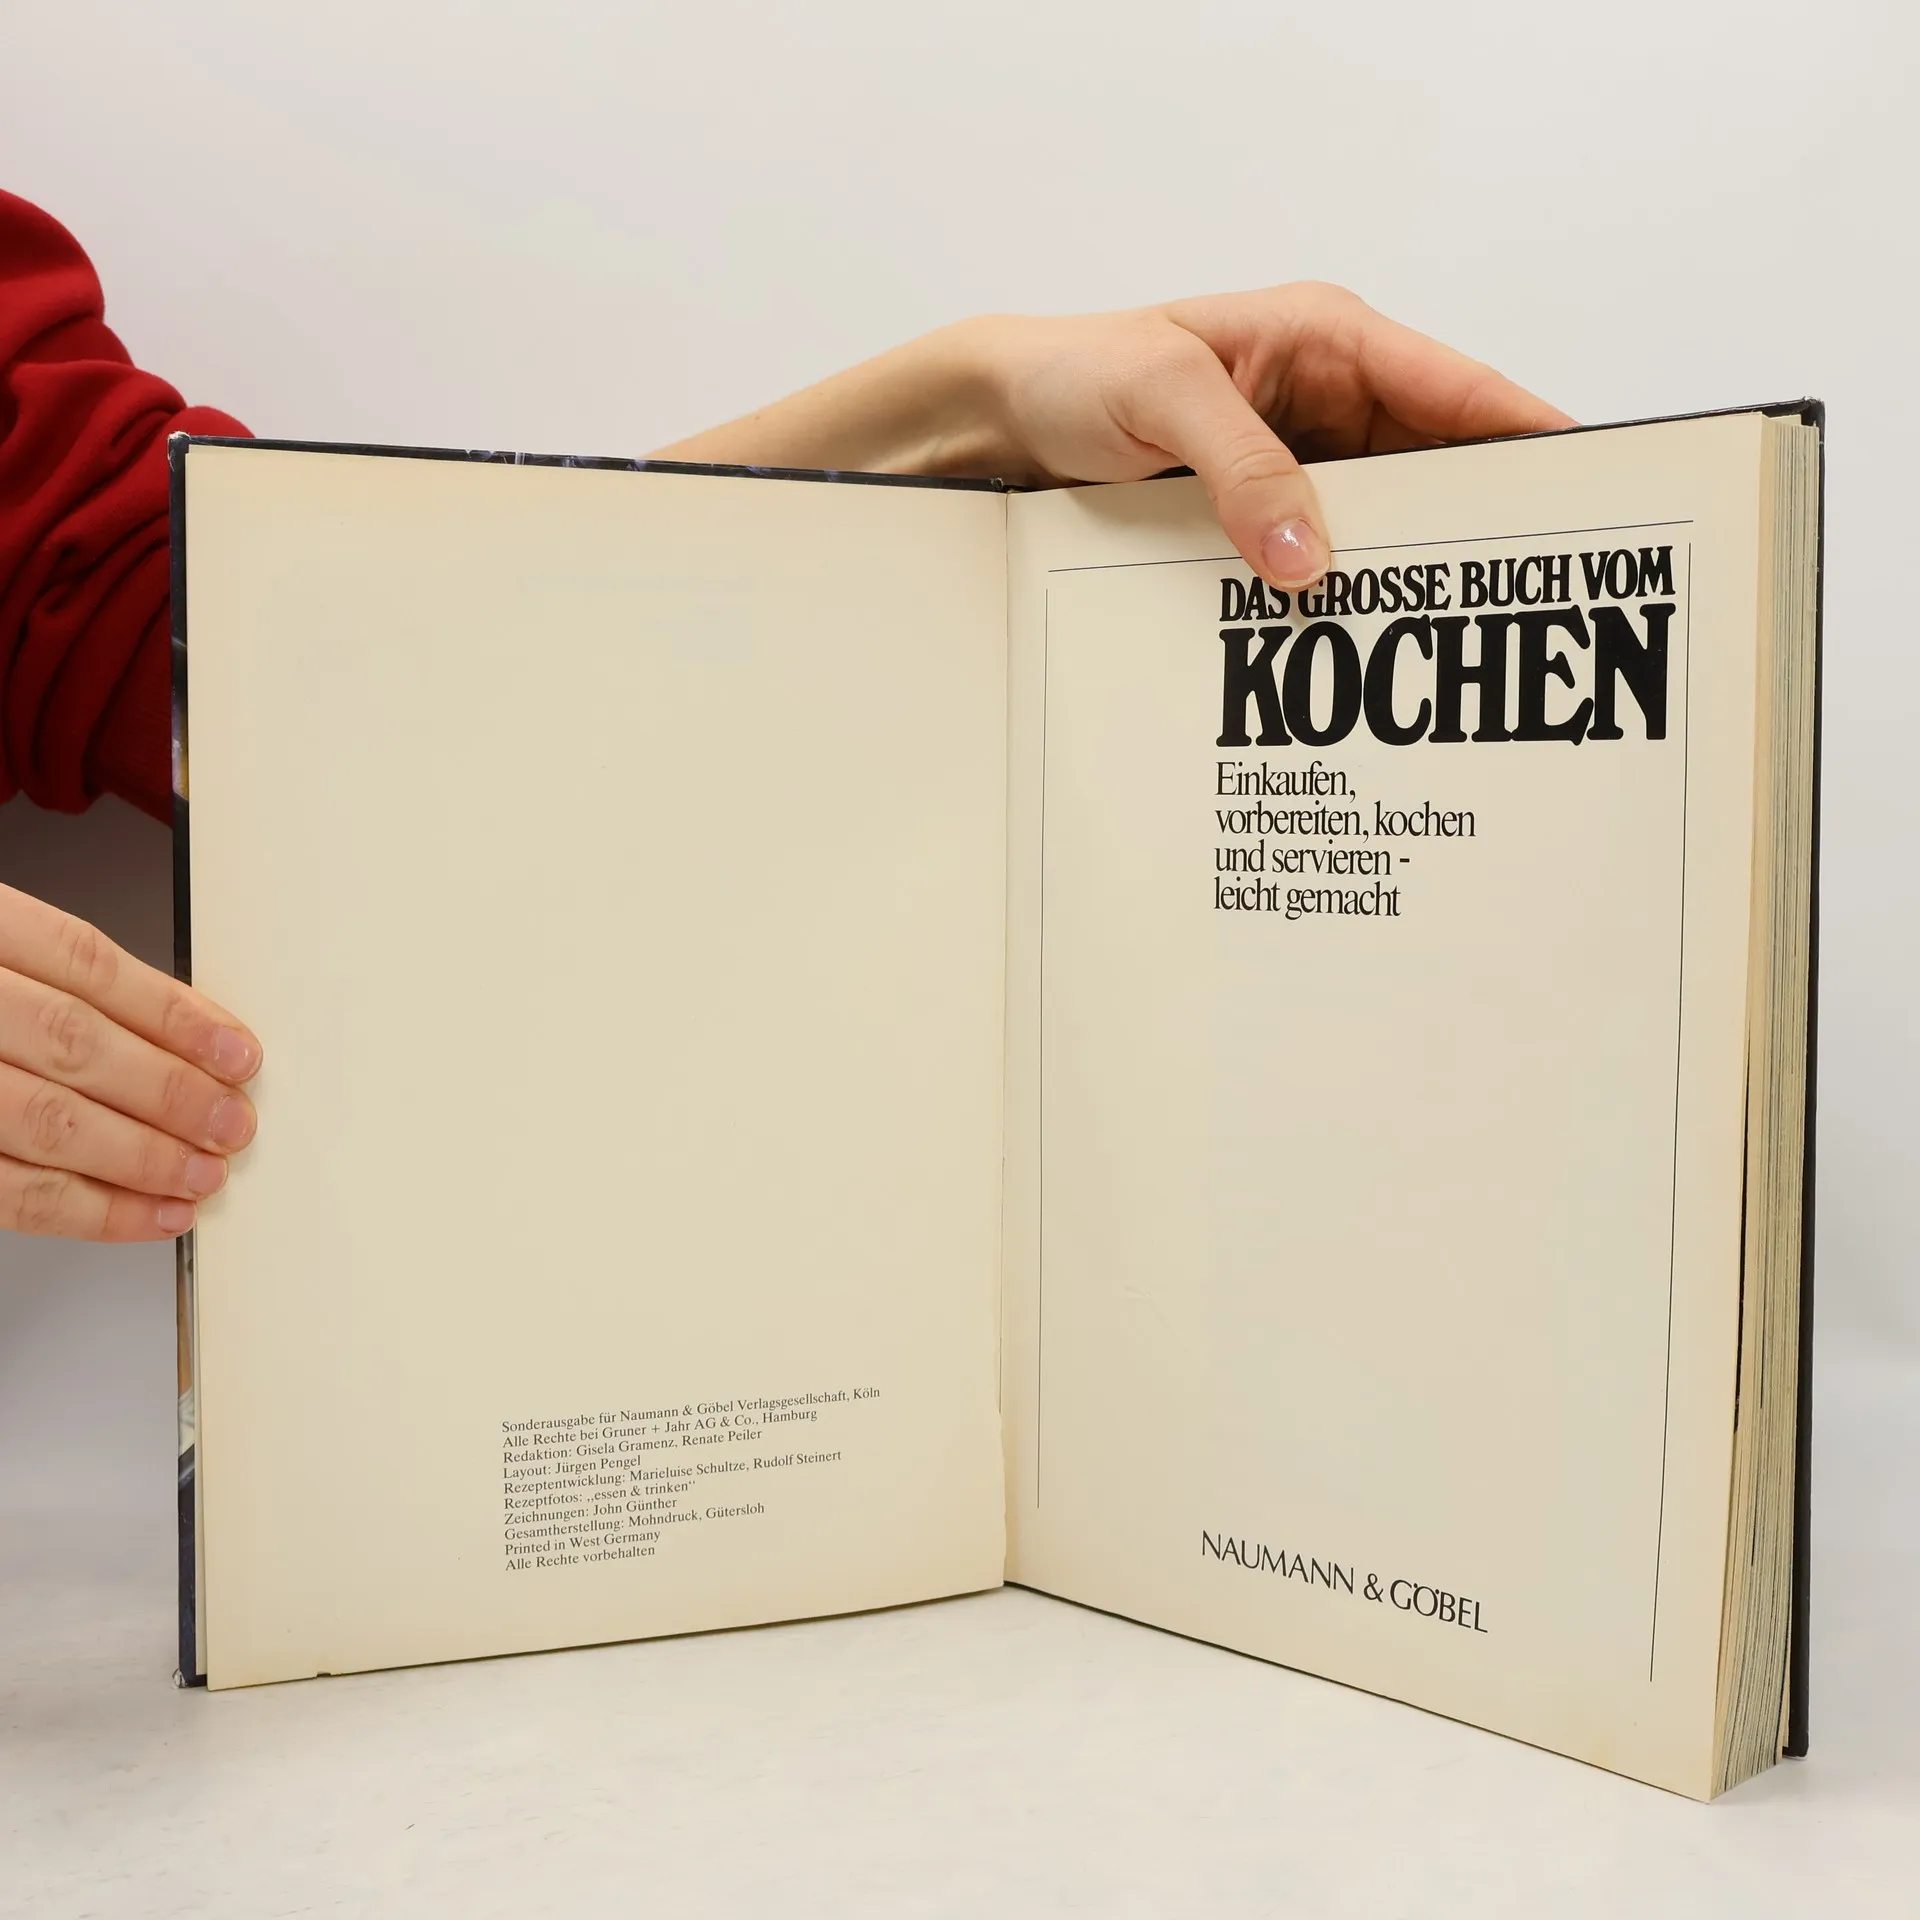 Sonderausgabe für Naumann & Göbel Verlagsgesellschaft, Köln
Alle Rechte bei Gruner + Jahr AG & Co., Hamburg
Redaktion: Gisela Gramenz, Renate Peiler
Layout: Jürgen Pengel
Rezeptentwicklung: Marieluise Schultze, Rudolf Steinert
Rezeptfotos: „essen & trinken“
Zeichnungen: John Günther
Gesamtherstellung: Mohndruck, Gütersloh
Printed in West Germany
Alle Rechte vorbehalten
DAS GROSSE BUCH VOM
KOCHEN
Einkaufen,
vorbereiten, kochen
und servieren -
leicht gemacht
NAUMANN & GÖBEL